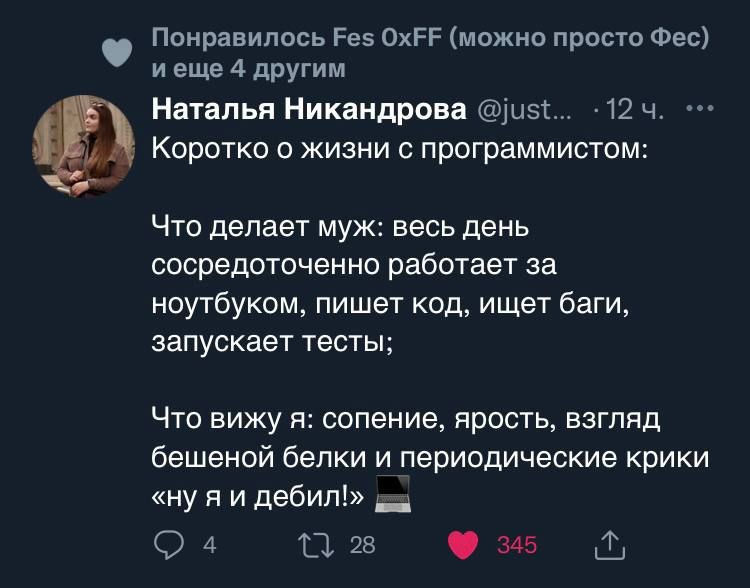 Понравилось Fes 0xFF (можно просто Фес)
и еще 4 другим
Наталья Никандрова @just... · 12 ч. •••
Коротко о жизни с программистом:
Что делает муж: весь день
сосредоточенно работает за
ноутбуком, пишет код, ищет баги,
запускает тесты;
Что вижу я: сопение, ярость, взгляд
бешеной белки и периодические крики
«ну я и дебил!» 💻
4 28 345